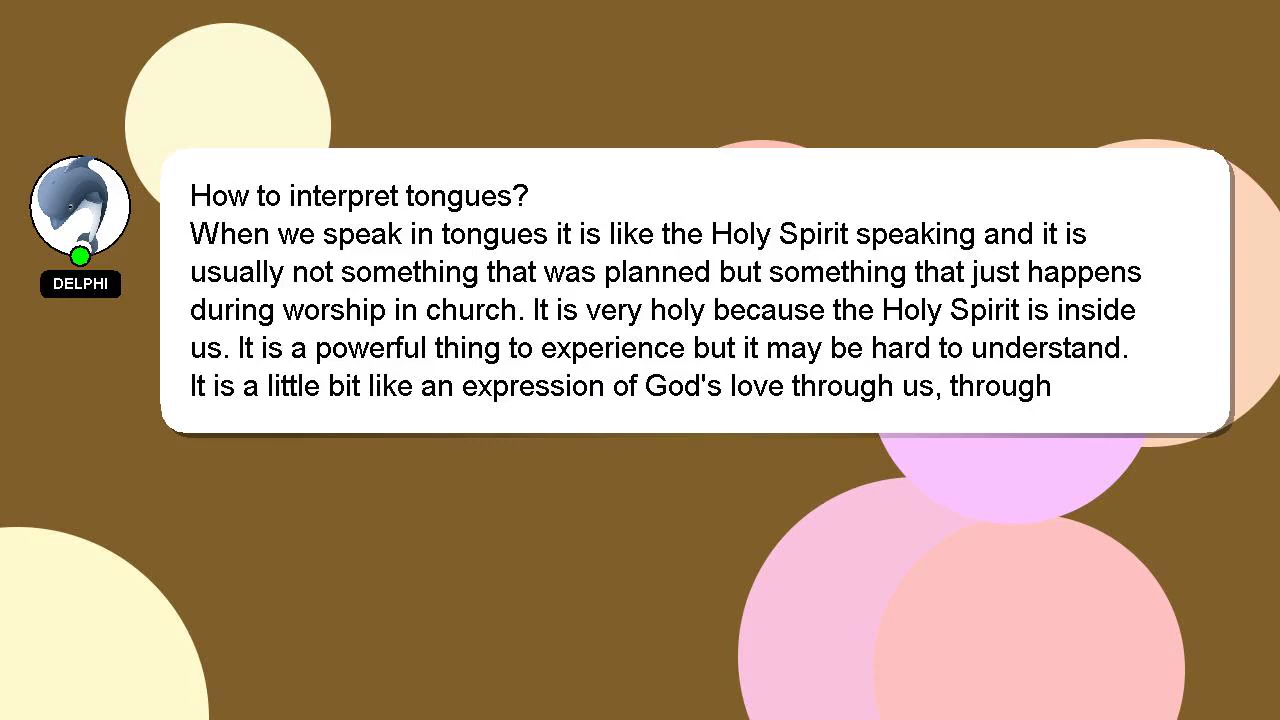 How to interpret tongues?
When we speak in tongues it is like the Holy Spirit speaking and it is
usually not something that was planned but something that just happens
during worship in church. It is very holy because the Holy Spirit is inside
us. It is a powerful thing to experience but it may be hard to understand.
It is a little bit like an expression of God's love through us, through
DELPHI